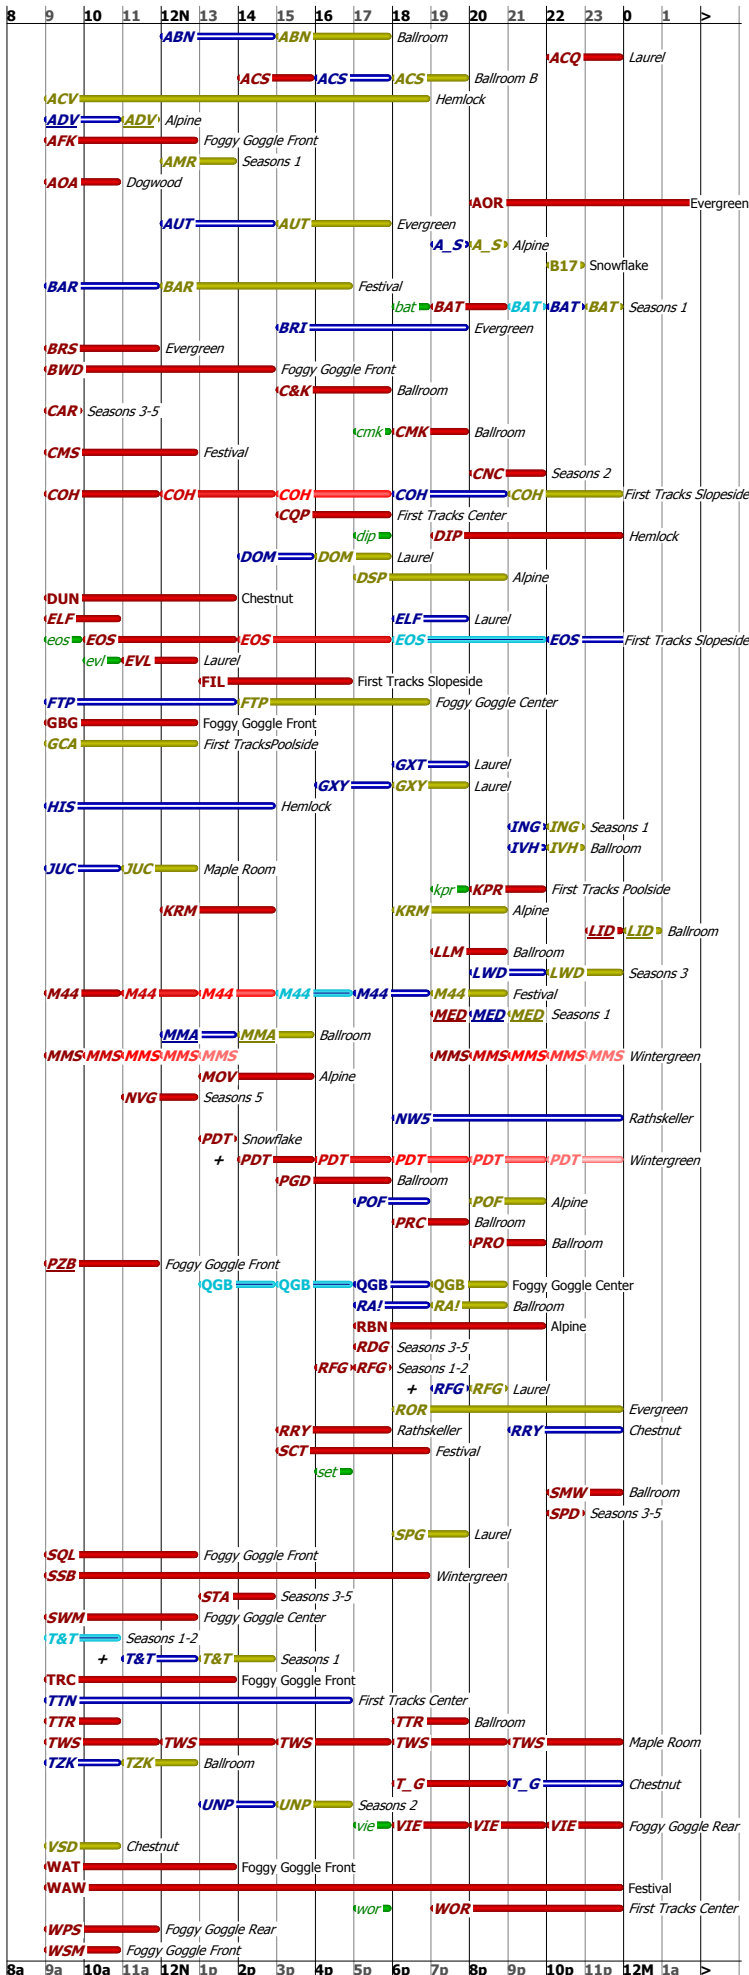 8 9 10 11 12N 13 14 15 16 17 18 19 20 21 22 23 0 1 >
ABN ABN Ballroom
ACQ Laurel
ACS ACS ACS Ballroom B
ACV Hemlock
ADV ADV Alpine
AFK Foggy Goggle Front
AMR Seasons 1
AOA Dogwood
AOR Evergreen
AUT AUT Evergreen
A_S A_S Alpine
B17 Snowflake
BAR BAR Festival
bat BAT BAT BAT BAT Seasons 1
BRI Evergreen
BRS Evergreen
BWD Foggy Goggle Front
C&K Ballroom
CAR Seasons 3-5
cmk CMK Ballroom
CMS Festival
CNC Seasons 2
COH COH COH COH COH First Tracks Slopeside
CQP First Tracks Center
dip DIP Hemlock
DOM DOM Laurel
DSP Alpine
DUN Chestnut
ELF ELF Laurel
eos EOS EOS EOS EOS First Tracks Slopeside
evl EVL Laurel
FIL First Tracks Slopeside
FTP FTP Foggy Goggle Center
GBG Foggy Goggle Front
GCA First TracksPoolside
GXT Laurel
GXY GXY Laurel
HIS Hemlock
ING ING Seasons 1
IVH IVH Ballroom
JUC JUC Maple Room
kpr KPR First Tracks Poolside
KRM KRM Alpine
LID LID Ballroom
LLM Ballroom
LWD LWD Seasons 3
M44 M44 M44 M44 M44 M44 Festival
MED MED MED Seasons 1
MMA MMA Ballroom
MMS MMS MMS MMS MMS MMS MMS MMS MMS MMS Wintergreen
MOV Alpine
NVG Seasons 5
NW5 Rathskeller
PDT Snowflake
+ PDT PDT PDT PDT PDT Wintergreen
PGD Ballroom
POF POF Alpine
PRC Ballroom
PRO Ballroom
PZB Foggy Goggle Front
QGB QGB QGB QGB Foggy Goggle Center
RA! RA! Ballroom
RBN Alpine
RDG Seasons 3-5
RFG RFG Seasons 1-2
+ RFG RFG Laurel
ROR Evergreen
RRY Rathskeller RRY Chestnut
SCT Festival
set
SMW Ballroom
SPD Seasons 3-5
SPG Laurel
SQL Foggy Goggle Front
SSB Wintergreen
STA Seasons 3-5
SWM Foggy Goggle Center
T&T Seasons 1-2
+ T&T T&T Seasons 1
TRC Foggy Goggle Front
TTN First Tracks Center
TTR TTR Ballroom
TWS TWS TWS TWS TWS Maple Room
TZK TZK Ballroom
T_G T_G Chestnut
UNP UNP Seasons 2
vie VIE VIE VIE Foggy Goggle Rear
VSD Chestnut
WAT Foggy Goggle Front
WAW Festival
wor WOR First Tracks Center
WPS Foggy Goggle Rear
WSM Foggy Goggle Front
8a 9a 10a 11a 12N 1p 2p 3p 4p 5p 6p 7p 8p 9p 10p 11p 12M 1a >